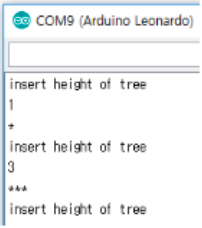 COM9 (Arduino Leonardo)
insert height of tree
1
*
insert height of tree
3
***
insert height of tree